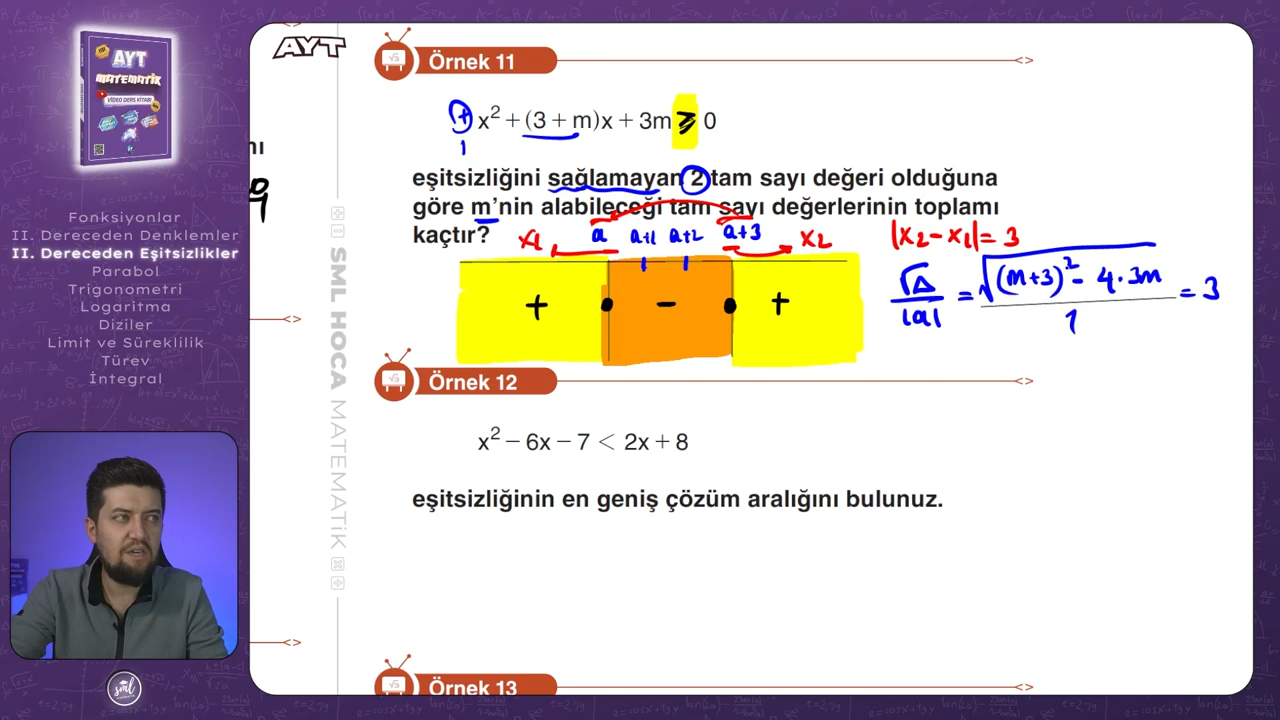 AYT
MATEMATİK
VİDEO DERS KİTABI
Fonksiyonlar
II. Dereceden Denklemler
II. Dereceden Eşitsizlikler
Parabol
Trigonometri
Logaritma
Diziler
Limit ve Süreklilik
Türev
İntegral
sml
AYT
SML HOCA MATEMATİK
nı
9
Örnek 11
+ x² + (3 + m)x + 3m ⩾ 0
1
eşitsizliğini sağlamayan 2 tam sayı değeri olduğuna
göre m’nin alabileceği tam sayı değerlerinin toplamı
kaçtır?
x1 a a+1 a+2 a+3 x2
|x2 - x1| = 3
+ - +
√Δ / |a| = √((m+3)² - 4·3m) / 1 = 3
Örnek 12
x² − 6x − 7 < 2x + 8
eşitsizliğinin en geniş çözüm aralığını bulunuz.
Örnek 13